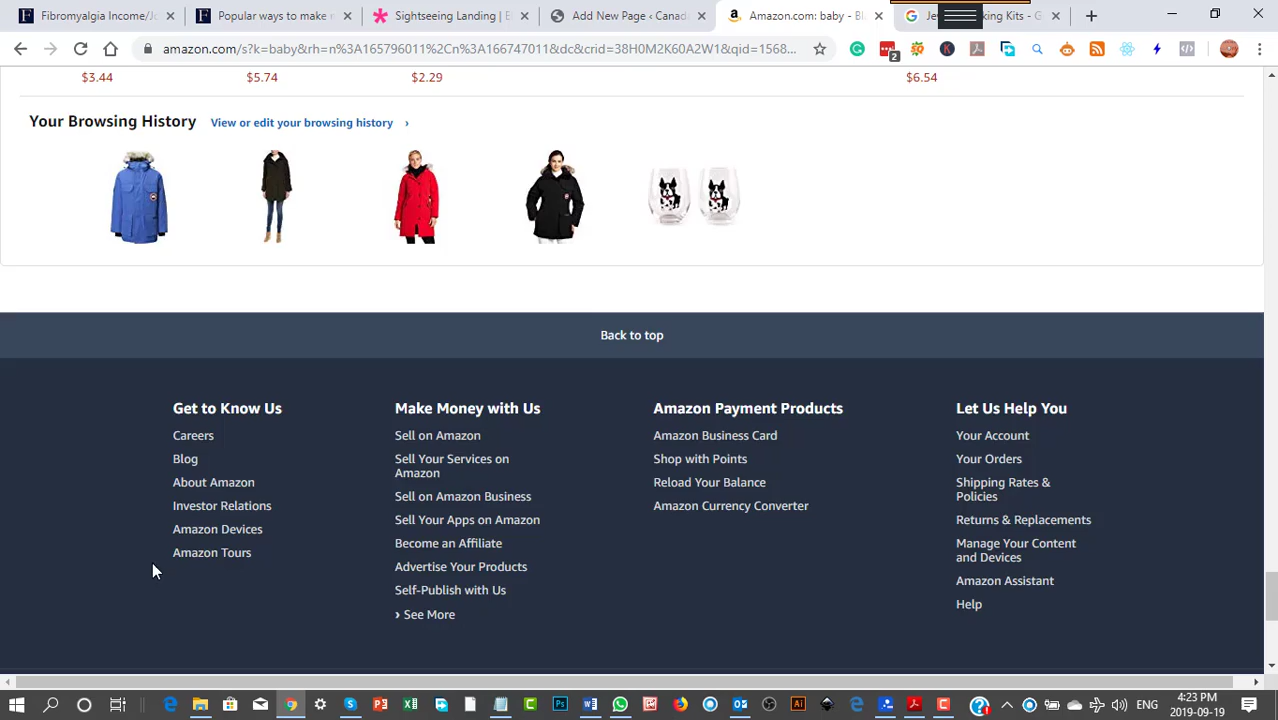 Fibromyalgia Income/Jo
Popular ways to make
Sightseeing Landing |
Add New Page ‹ Canadi
Amazon.com: baby - Bl
Je king Kits - G
amazon.com/s?k=baby&rh=n%3A165796011%2Cn%3A166747011&dc&crid=38H0M2K60A2W1&qid=1568...
2
$3.44 $5.74 $2.29 $6.54
Your Browsing History View or edit your browsing history ›
Back to top
Get to Know Us
Careers
Blog
About Amazon
Investor Relations
Amazon Devices
Amazon Tours
Make Money with Us
Sell on Amazon
Sell Your Services on
Amazon
Sell on Amazon Business
Sell Your Apps on Amazon
Become an Affiliate
Advertise Your Products
Self-Publish with Us
› See More
Amazon Payment Products
Amazon Business Card
Shop with Points
Reload Your Balance
Amazon Currency Converter
Let Us Help You
Your Account
Your Orders
Shipping Rates &
Policies
Returns & Replacements
Manage Your Content
and Devices
Amazon Assistant
Help
ENG
4:23 PM
2019-09-19